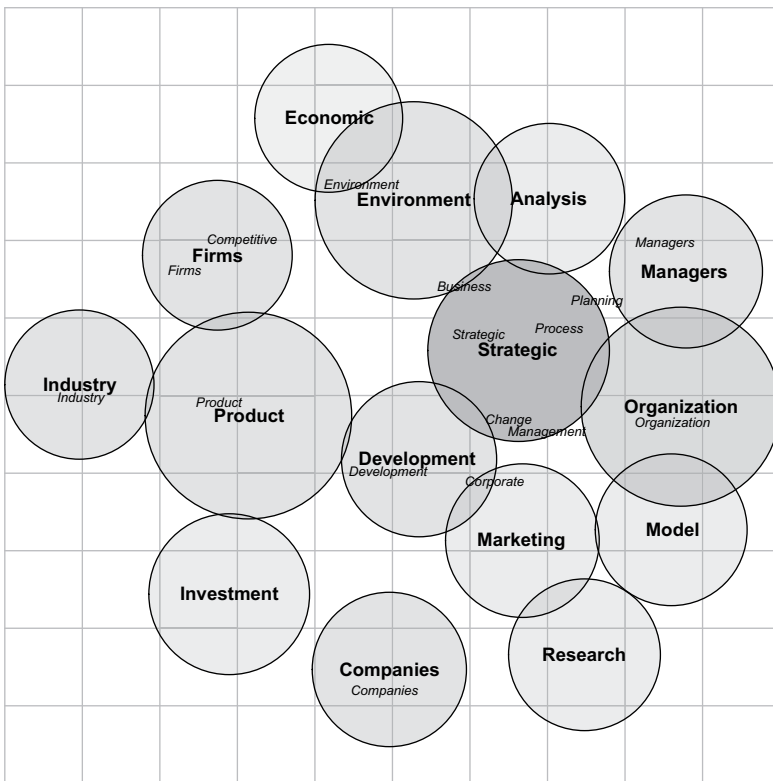 Economic
Environment
Environment
Analysis
Competitive
Firms
Firms
Managers
Managers
Business
Planning
Process
Strategic
Strategic
Industry
Industry
Product
Product
Organization
Organization
Change
Management
Development
Development
Corporate
Marketing
Model
Investment
Research
Companies
Companies